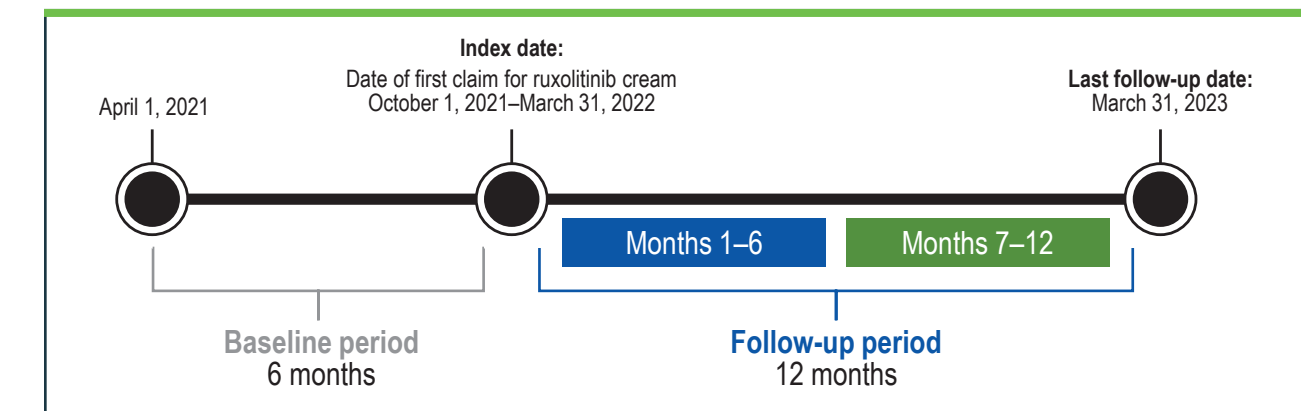 Index date:
Date of first claim for ruxolitinib cream
October 1, 2021–March 31, 2022
April 1, 2021
Last follow-up date:
March 31, 2023
Months 1–6
Months 7–12
Baseline period
6 months
Follow-up period
12 months